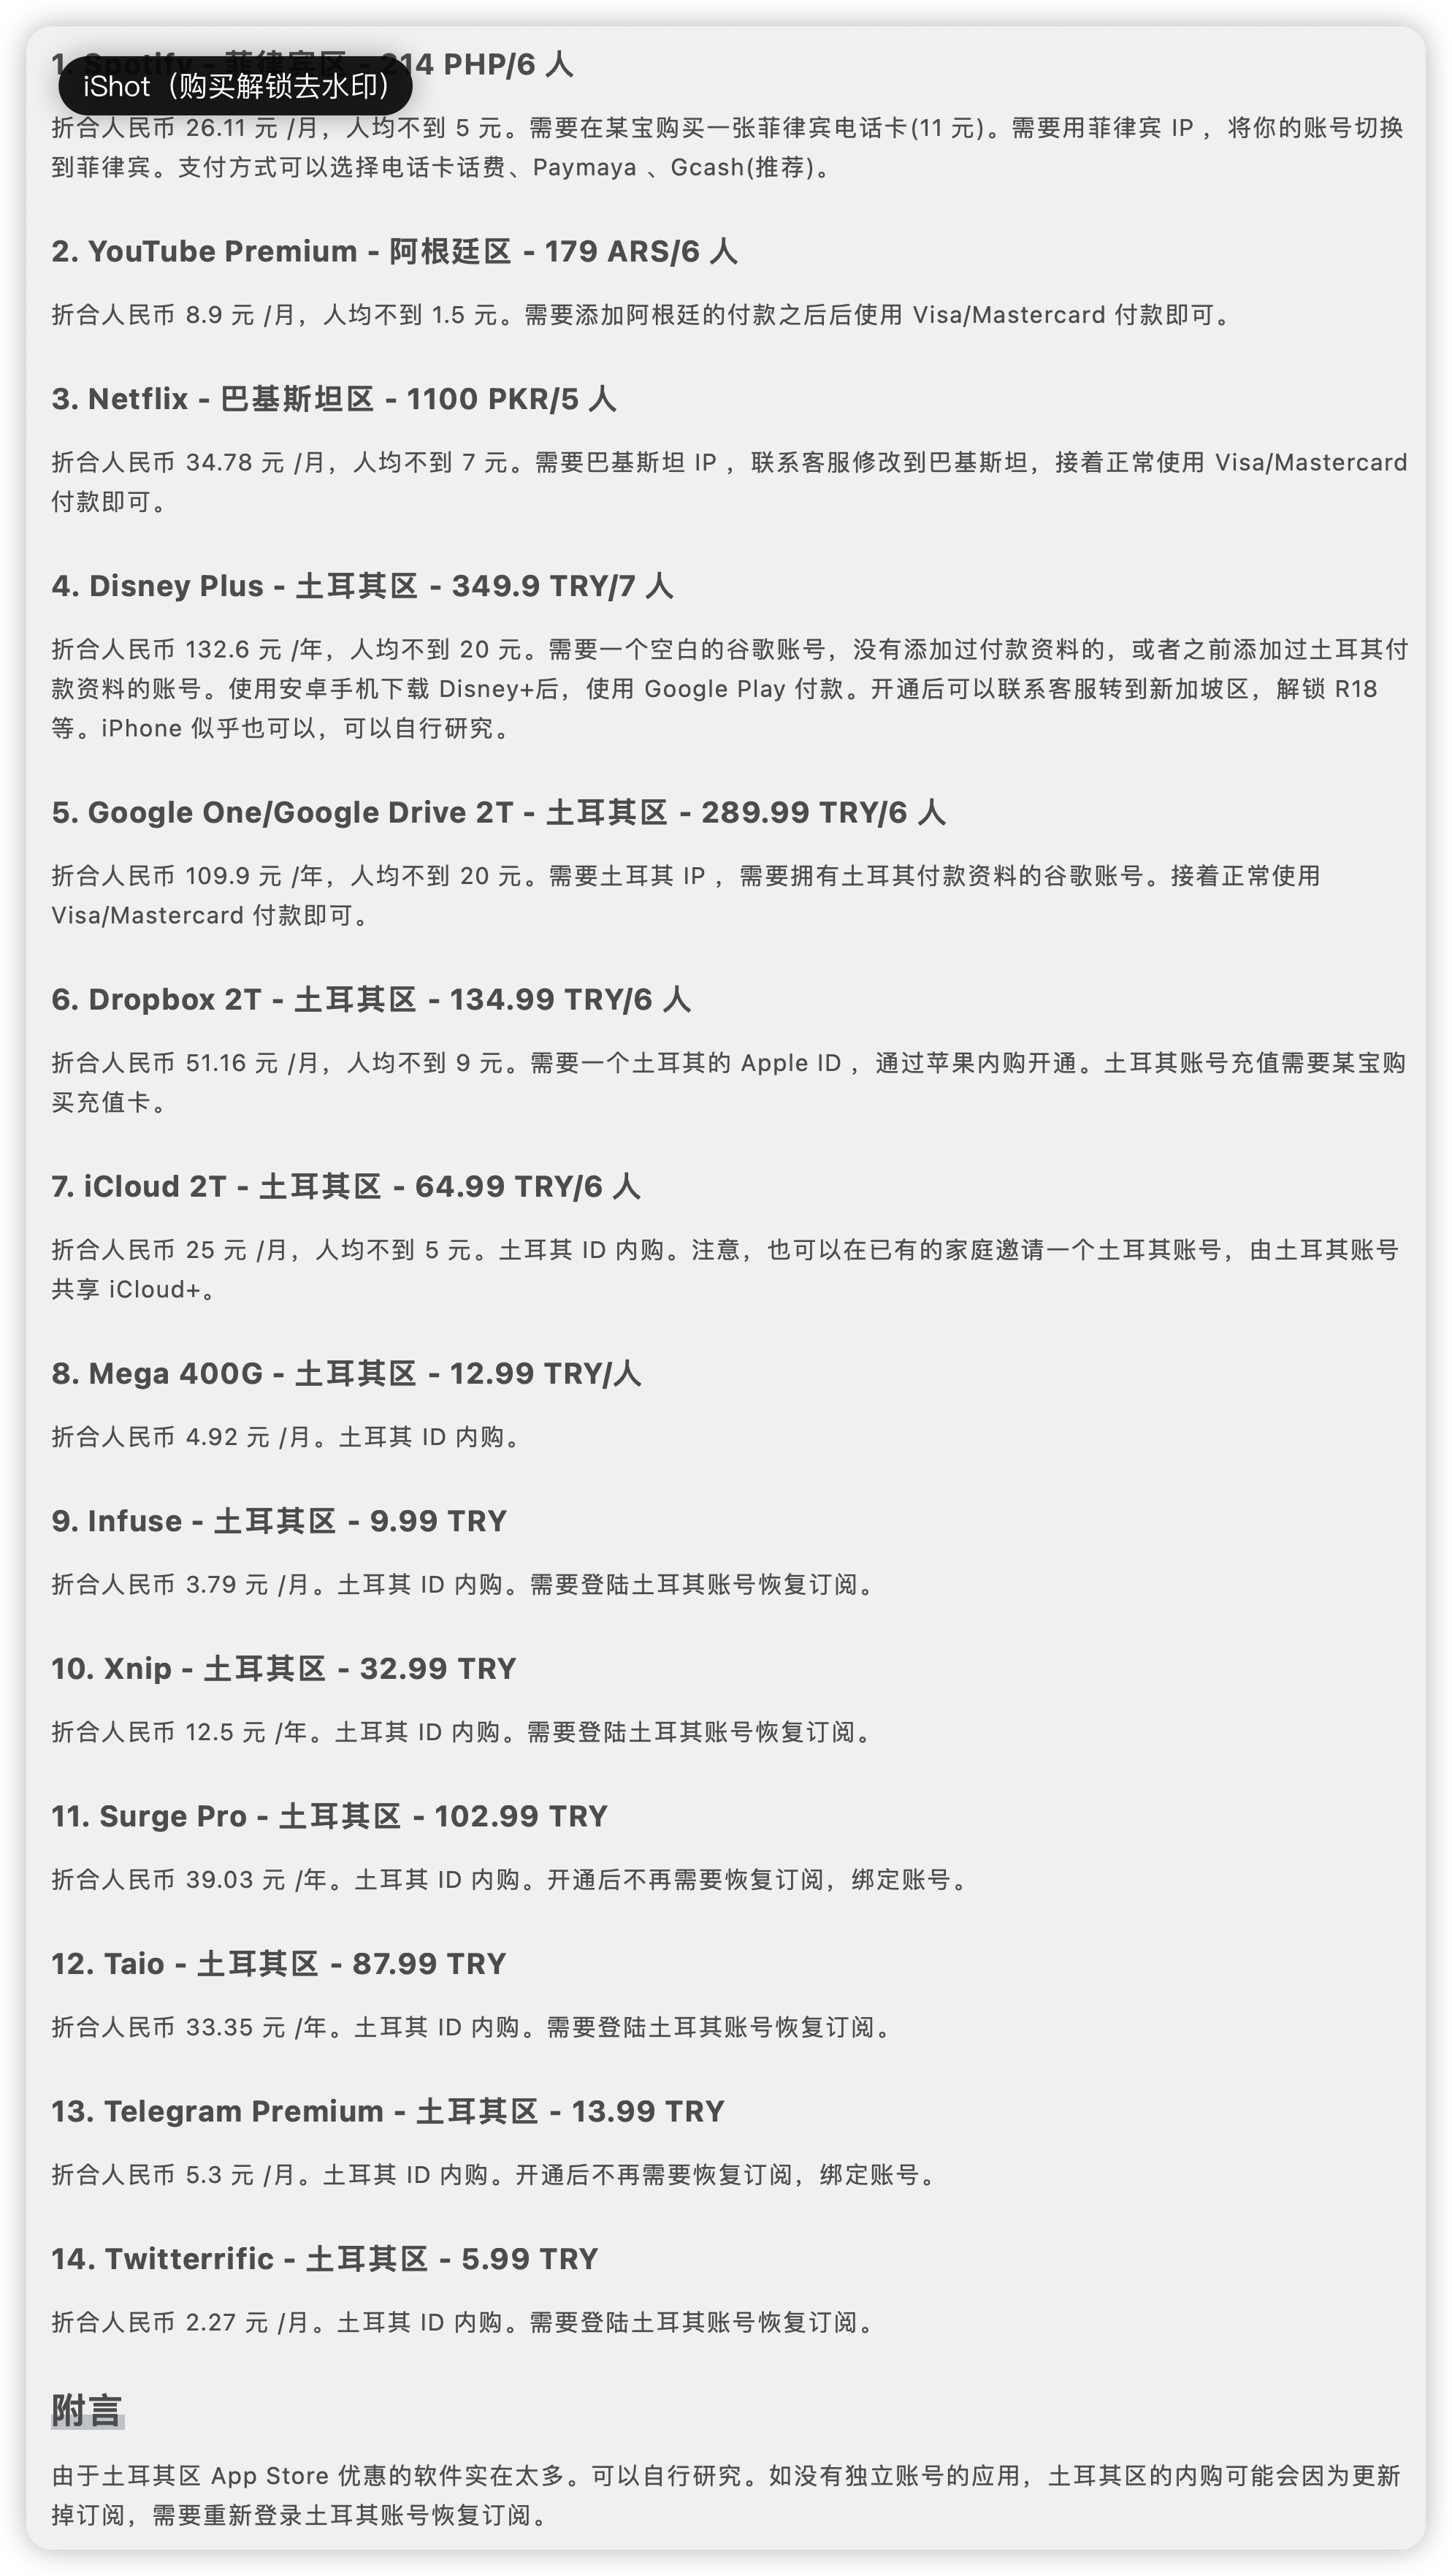 1. Spotify - 菲律宾区 - 214 PHP/6 人
iShot（购买解锁去水印）
折合人民币 26.11 元 /月，人均不到 5 元。需要在某宝购买一张菲律宾电话卡(11 元)。需要用菲律宾 IP ，将你的账号切换
到菲律宾。支付方式可以选择电话卡话费、Paymaya 、Gcash(推荐)。
2. YouTube Premium - 阿根廷区 - 179 ARS/6 人
折合人民币 8.9 元 /月，人均不到 1.5 元。需要添加阿根廷的付款之后后使用 Visa/Mastercard 付款即可。
3. Netflix - 巴基斯坦区 - 1100 PKR/5 人
折合人民币 34.78 元 /月，人均不到 7 元。需要巴基斯坦 IP ，联系客服修改到巴基斯坦，接着正常使用 Visa/Mastercard
付款即可。
4. Disney Plus - 土耳其区 - 349.9 TRY/7 人
折合人民币 132.6 元 /年，人均不到 20 元。需要一个空白的谷歌账号，没有添加过付款资料的，或者之前添加过土耳其付
款资料的账号。使用安卓手机下载 Disney+后，使用 Google Play 付款。开通后可以联系客服转到新加坡区，解锁 R18
等。iPhone 似乎也可以，可以自行研究。
5. Google One/Google Drive 2T - 土耳其区 - 289.99 TRY/6 人
折合人民币 109.9 元 /年，人均不到 20 元。需要土耳其 IP ，需要拥有土耳其付款资料的谷歌账号。接着正常使用
Visa/Mastercard 付款即可。
6. Dropbox 2T - 土耳其区 - 134.99 TRY/6 人
折合人民币 51.16 元 /月，人均不到 9 元。需要一个土耳其的 Apple ID ，通过苹果内购开通。土耳其账号充值需要某宝购
买充值卡。
7. iCloud 2T - 土耳其区 - 64.99 TRY/6 人
折合人民币 25 元 /月，人均不到 5 元。土耳其 ID 内购。注意，也可以在已有的家庭邀请一个土耳其账号，由土耳其账号
共享 iCloud+。
8. Mega 400G - 土耳其区 - 12.99 TRY/人
折合人民币 4.92 元 /月。土耳其 ID 内购。
9. Infuse - 土耳其区 - 9.99 TRY
折合人民币 3.79 元 /月。土耳其 ID 内购。需要登陆土耳其账号恢复订阅。
10. Xnip - 土耳其区 - 32.99 TRY
折合人民币 12.5 元 /年。土耳其 ID 内购。需要登陆土耳其账号恢复订阅。
11. Surge Pro - 土耳其区 - 102.99 TRY
折合人民币 39.03 元 /年。土耳其 ID 内购。开通后不再需要恢复订阅，绑定账号。
12. Taio - 土耳其区 - 87.99 TRY
折合人民币 33.35 元 /年。土耳其 ID 内购。需要登陆土耳其账号恢复订阅。
13. Telegram Premium - 土耳其区 - 13.99 TRY
折合人民币 5.3 元 /月。土耳其 ID 内购。开通后不再需要恢复订阅，绑定账号。
14. Twitterrific - 土耳其区 - 5.99 TRY
折合人民币 2.27 元 /月。土耳其 ID 内购。需要登陆土耳其账号恢复订阅。
附言
由于土耳其区 App Store 优惠的软件实在太多。可以自行研究。如没有独立账号的应用，土耳其区的内购可能会因为更新
掉订阅，需要重新登录土耳其账号恢复订阅。